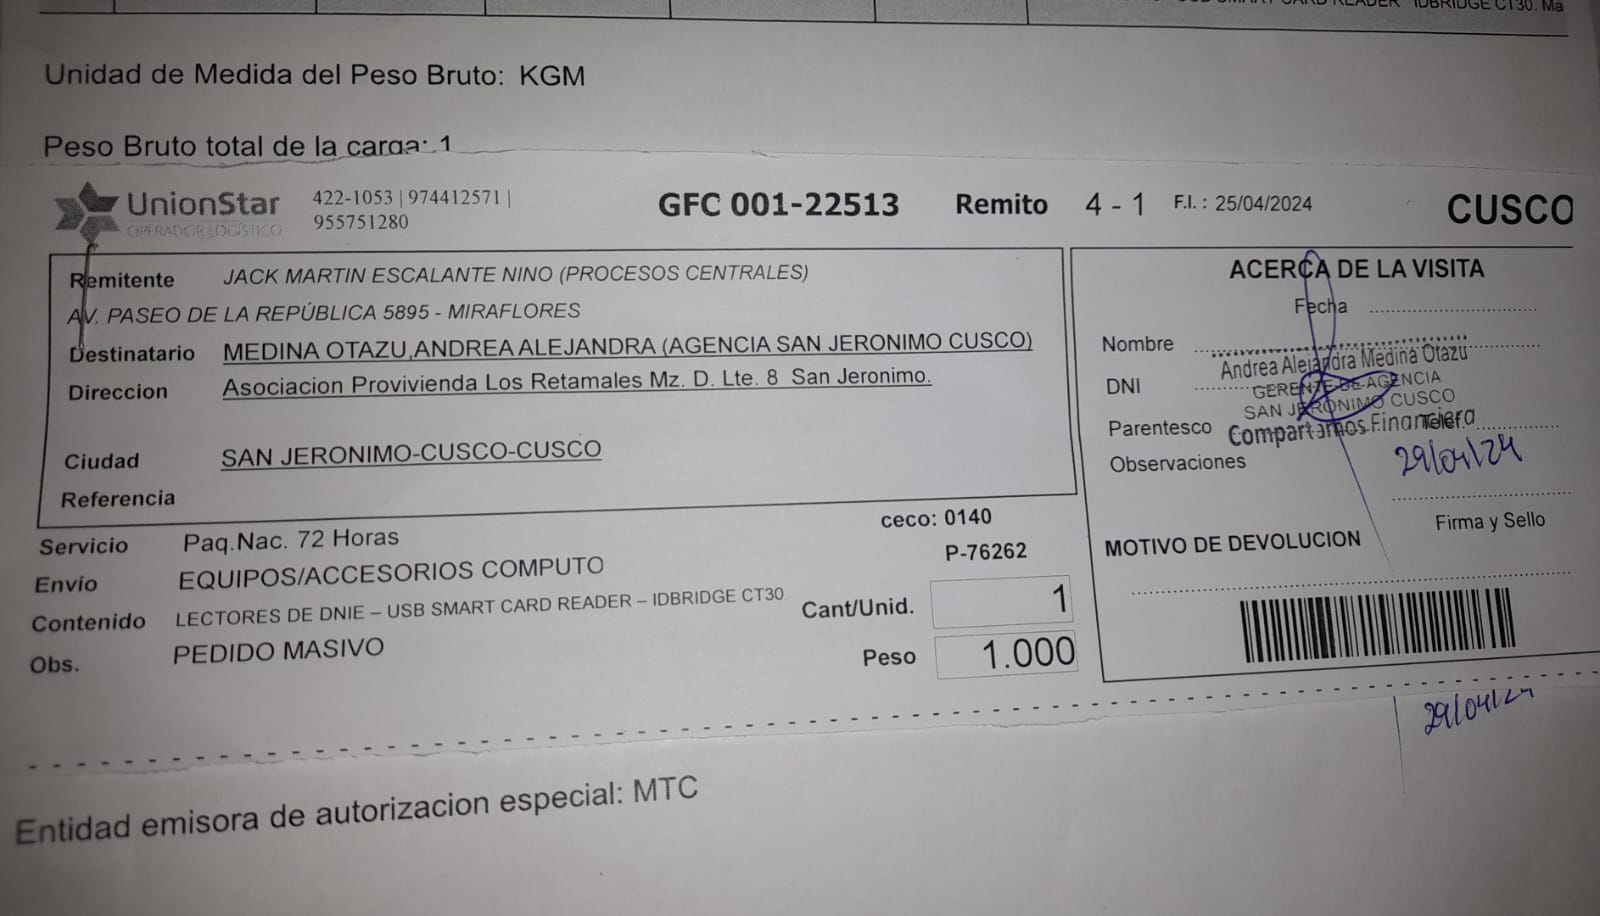 IDBRIDGE CT30. Ma
Unidad de Medida del Peso Bruto: KGM
Peso Bruto total de la carga: 1
UnionStar
OPERADOR LOGÍSTICO
422-1053 | 974412571 |
955751280
GFC 001-22513 Remito 4 - 1 F.I. : 25/04/2024 CUSCO
Remitente JACK MARTIN ESCALANTE NINO (PROCESOS CENTRALES)
AV. PASEO DE LA REPÚBLICA 5895 - MIRAFLORES
Destinatario MEDINA OTAZU,ANDREA ALEJANDRA (AGENCIA SAN JERONIMO CUSCO)
Direccion Asociacion Provivienda Los Retamales Mz. D. Lte. 8 San Jeronimo.
Ciudad SAN JERONIMO-CUSCO-CUSCO
Referencia
Servicio Paq.Nac. 72 Horas
ceco: 0140
Envío EQUIPOS/ACCESORIOS COMPUTO
P-76262
Contenido LECTORES DE DNIE – USB SMART CARD READER – IDBRIDGE CT30
Cant/Unid. 1
Obs. PEDIDO MASIVO
Peso 1.000
ACERCA DE LA VISITA
Fecha
Nombre
Andrea Alejandra Medina Otazu
DNI
GERENTE DE AGENCIA
SAN JERONIMO CUSCO
Parentesco
Compartamos Financiera
Observaciones
29/04/24
Firma y Sello
MOTIVO DE DEVOLUCION
29/04/24
Entidad emisora de autorizacion especial: MTC